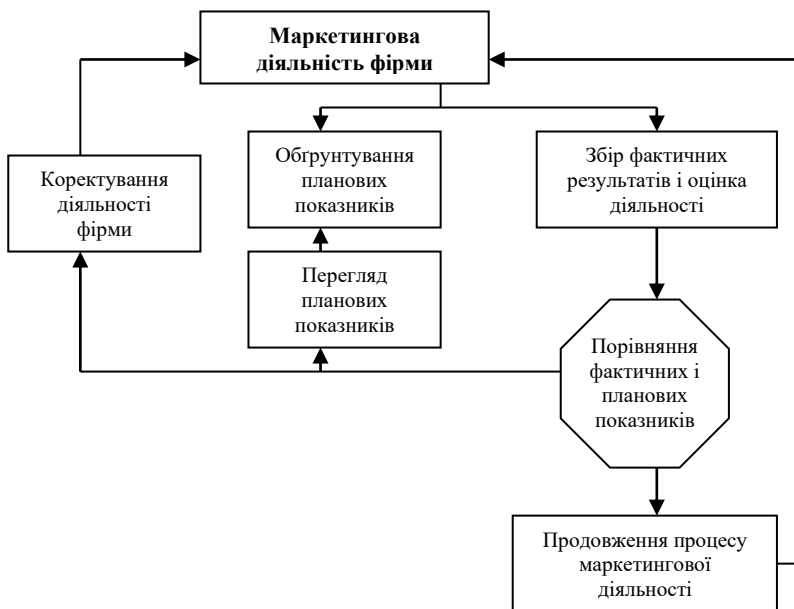 Маркетингова
діяльність фірми
Обґрунтування
планових
показників
Збір фактичних
результатів і оцінка
діяльності
Коректування
діяльності
фірми
Перегляд
планових
показників
Порівняння
фактичних і
планових
показників
Продовження процесу
маркетингової
діяльності